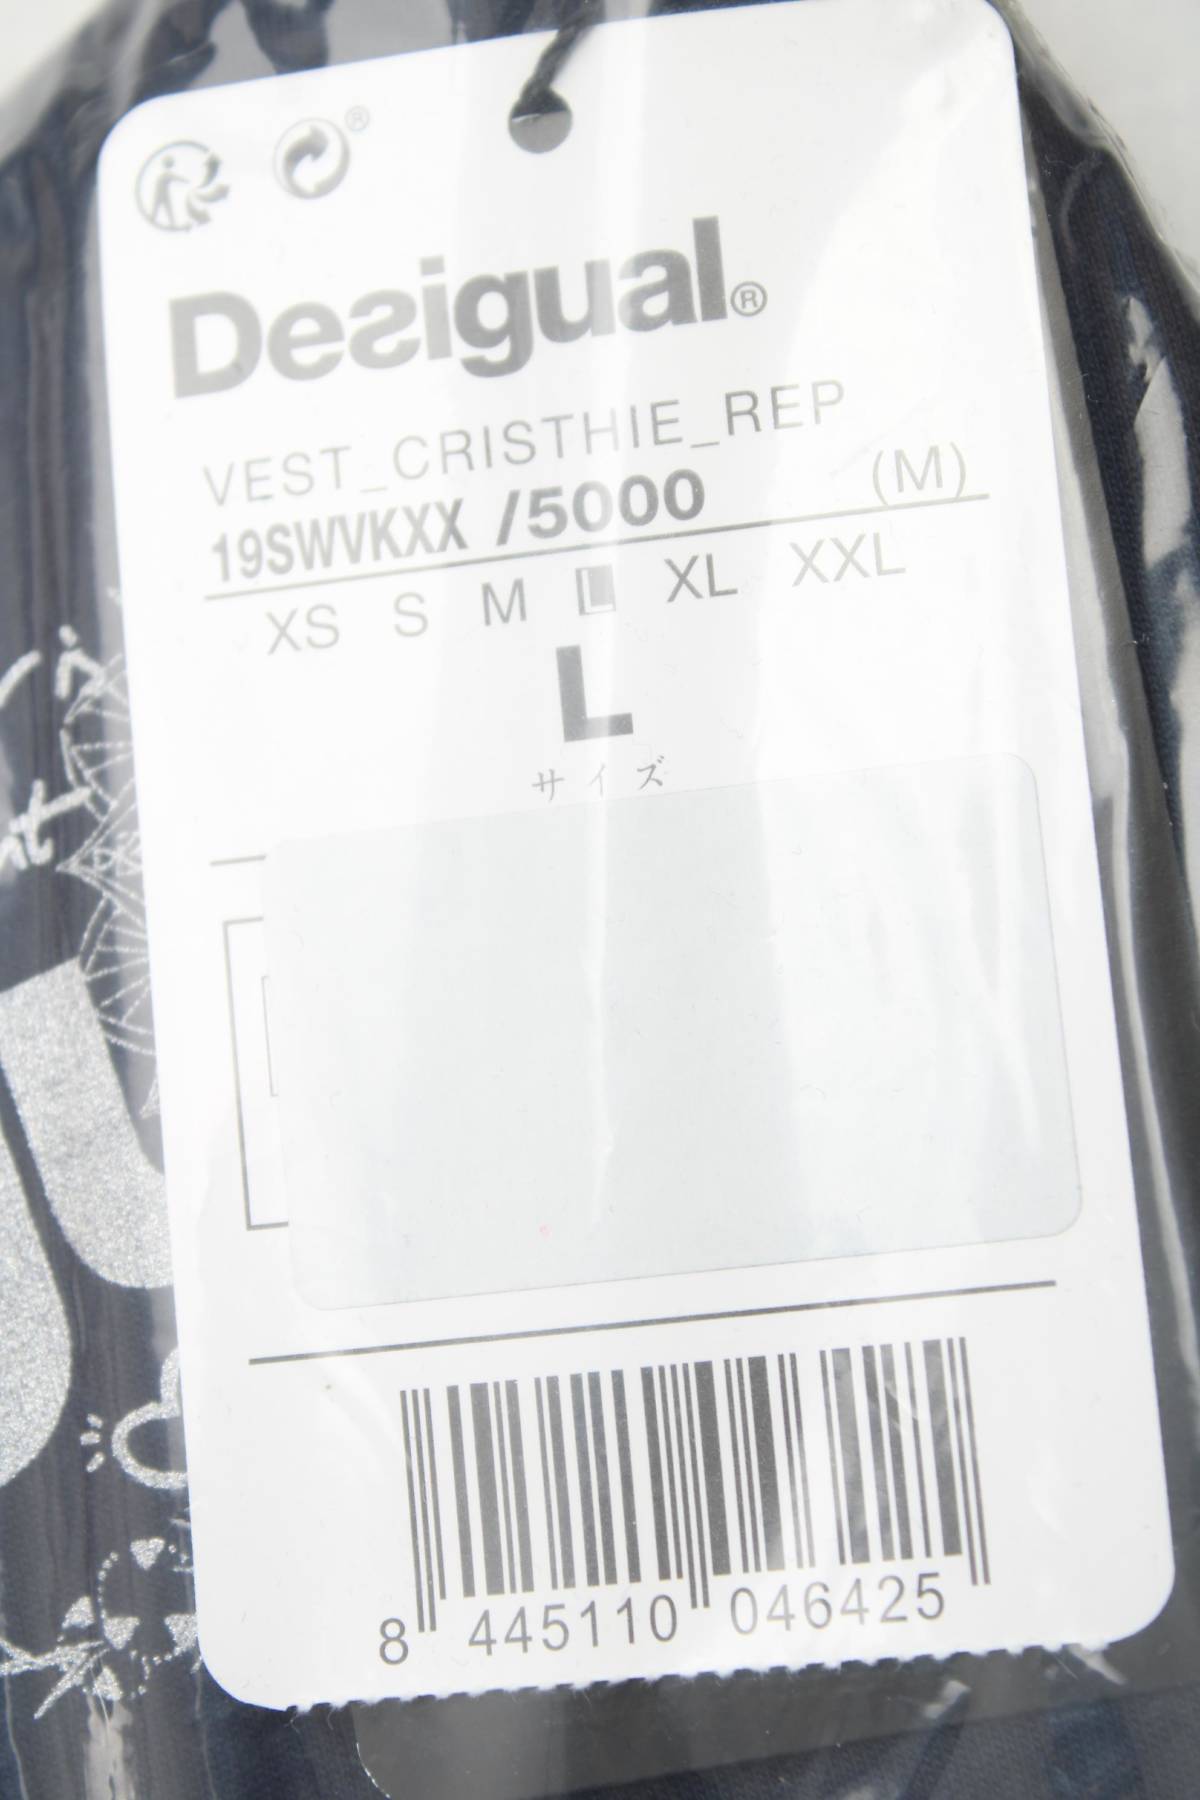 Desigual®
VEST_CRISTHIE_REP
19SWVKXX /5000 (M)
XS S M L XL XXL
L
サイズ
8 445110 046425